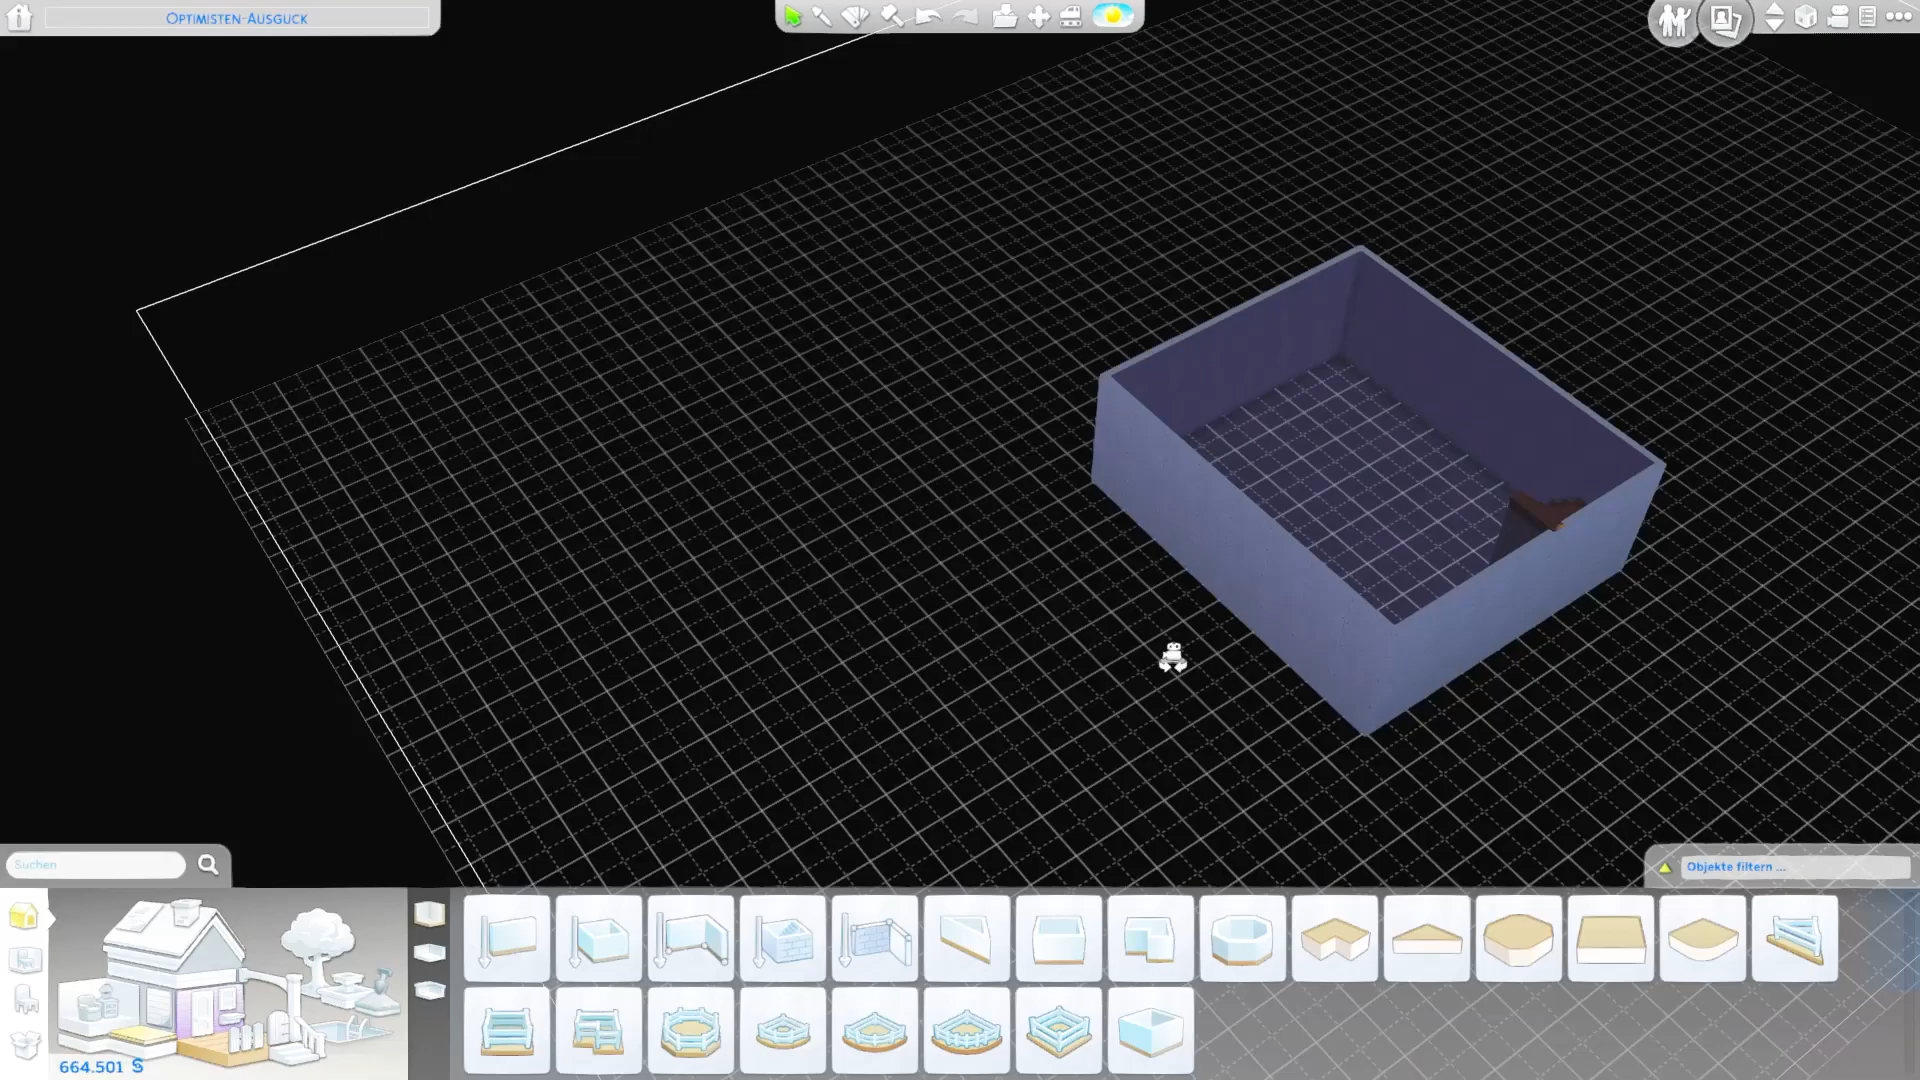 Optimisten-Ausguck
Suchen
Objekte filtern ...
664.501 $